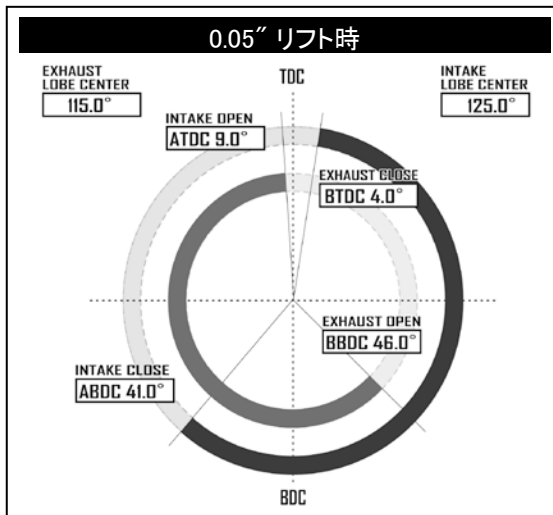 0.05″ リフト時
EXHAUST
LOBE CENTER
115.0°
TDC
INTAKE
LOBE CENTER
125.0°
INTAKE OPEN
ATDC 9.0°
EXHAUST CLOSE
BTDC 4.0°
EXHAUST OPEN
BBDC 46.0°
INTAKE CLOSE
ABDC 41.0°
BDC